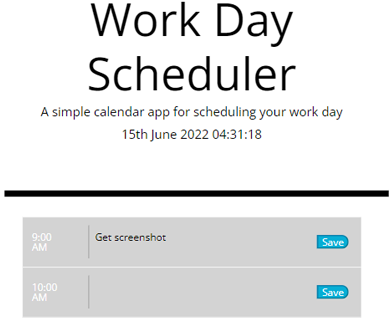 Work Day
Scheduler
A simple calendar app for scheduling your work day
15th June 2022 04:31:18
9:00
AM
Get screenshot
Save
10:00
AM
Save